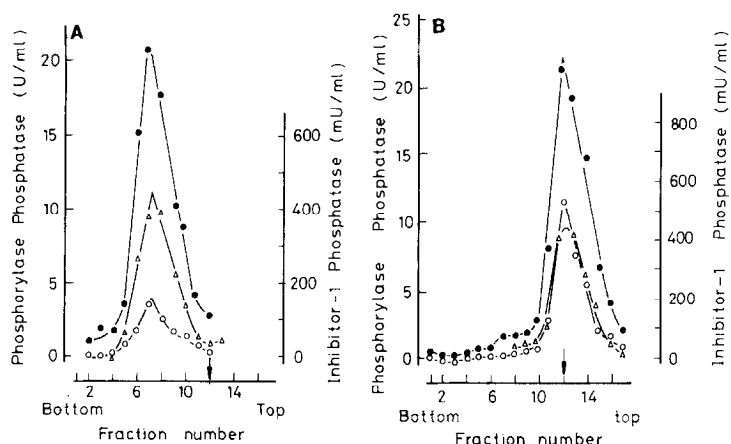 A
Phosphorylase Phosphatase (U/ml)
20
15
10
5
0
600
400
200
0
Inhibitor-1 Phosphatase (mU/ml)
2 6 10 14
Bottom Top
Fraction number
B
Phosphorylase Phosphatase (U/ml)
25
20
15
10
5
0
800
600
400
200
0
Inhibitor-1 Phosphatase (mU/ml)
2 6 10 14
Bottom top
Fraction number